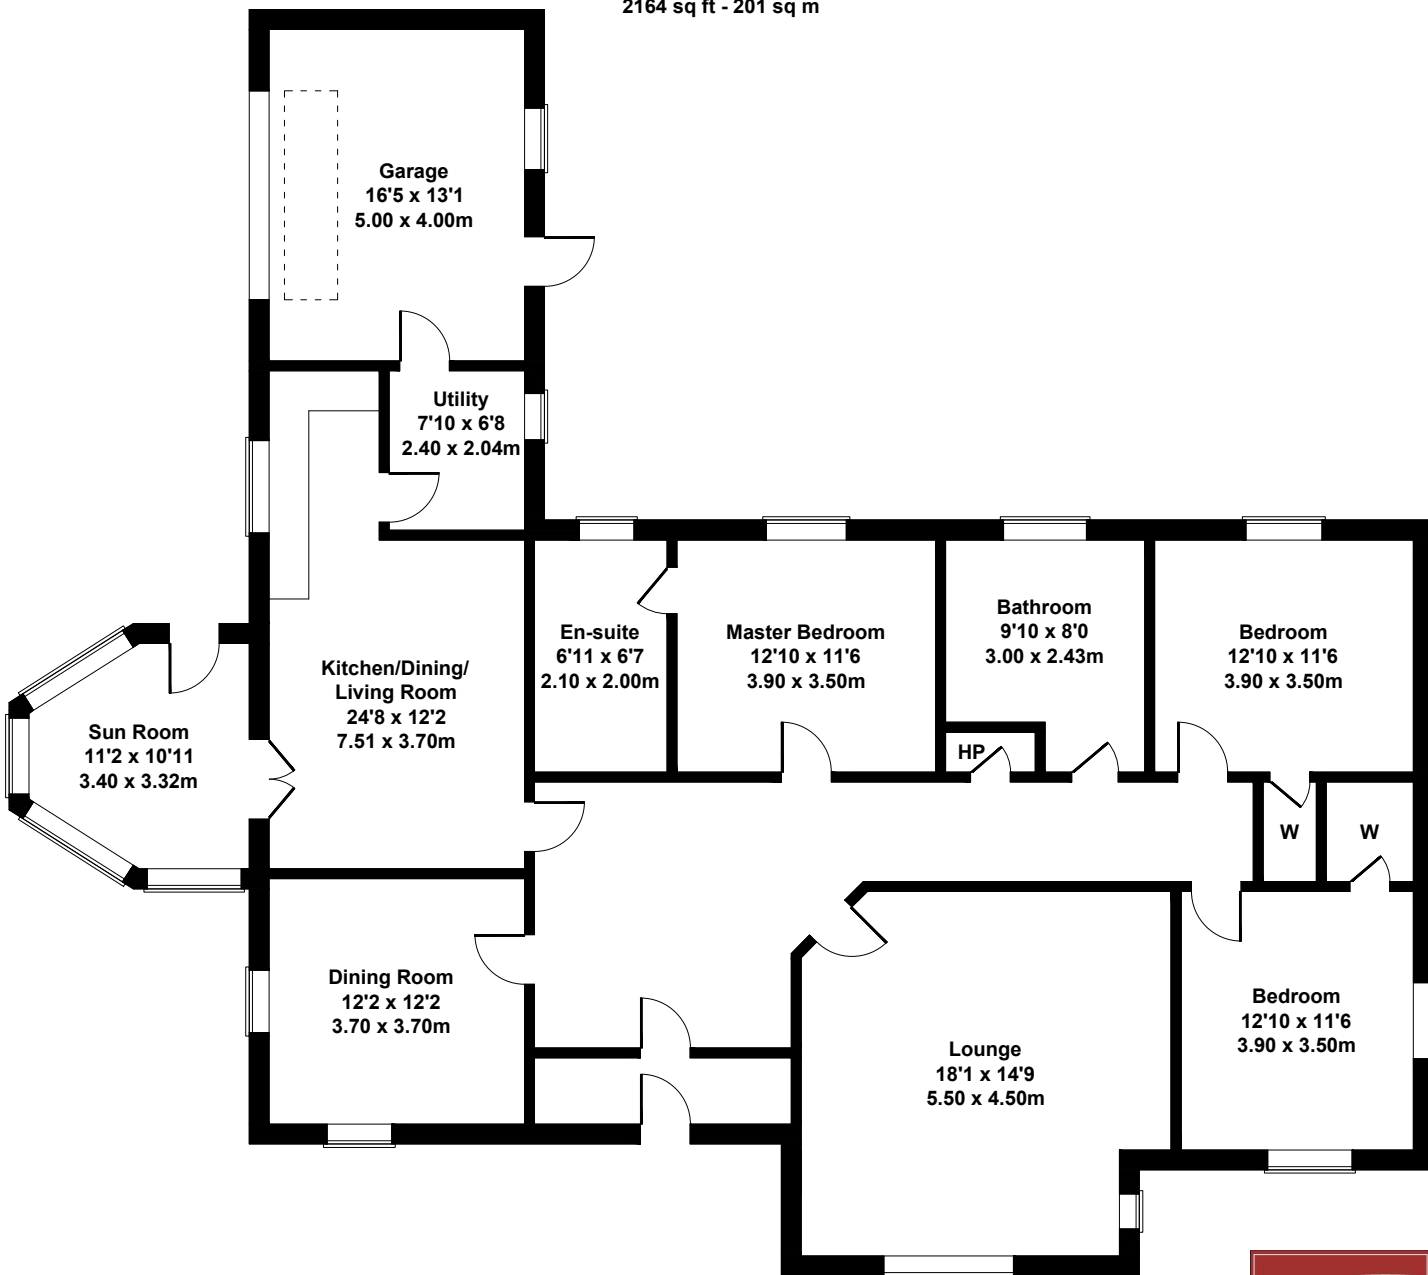 2164 sq ft - 201 sq m
Garage
16'5 x 13'1
5.00 x 4.00m
Utility
7'10 x 6'8
2.40 x 2.04m
Kitchen/Dining/
Living Room
24'8 x 12'2
7.51 x 3.70m
Sun Room
11'2 x 10'11
3.40 x 3.32m
En-suite
6'11 x 6'7
2.10 x 2.00m
Master Bedroom
12'10 x 11'6
3.90 x 3.50m
Bathroom
9'10 x 8'0
3.00 x 2.43m
HP
Bedroom
12'10 x 11'6
3.90 x 3.50m
W
W
Dining Room
12'2 x 12'2
3.70 x 3.70m
Lounge
18'1 x 14'9
5.50 x 4.50m
Bedroom
12'10 x 11'6
3.90 x 3.50m